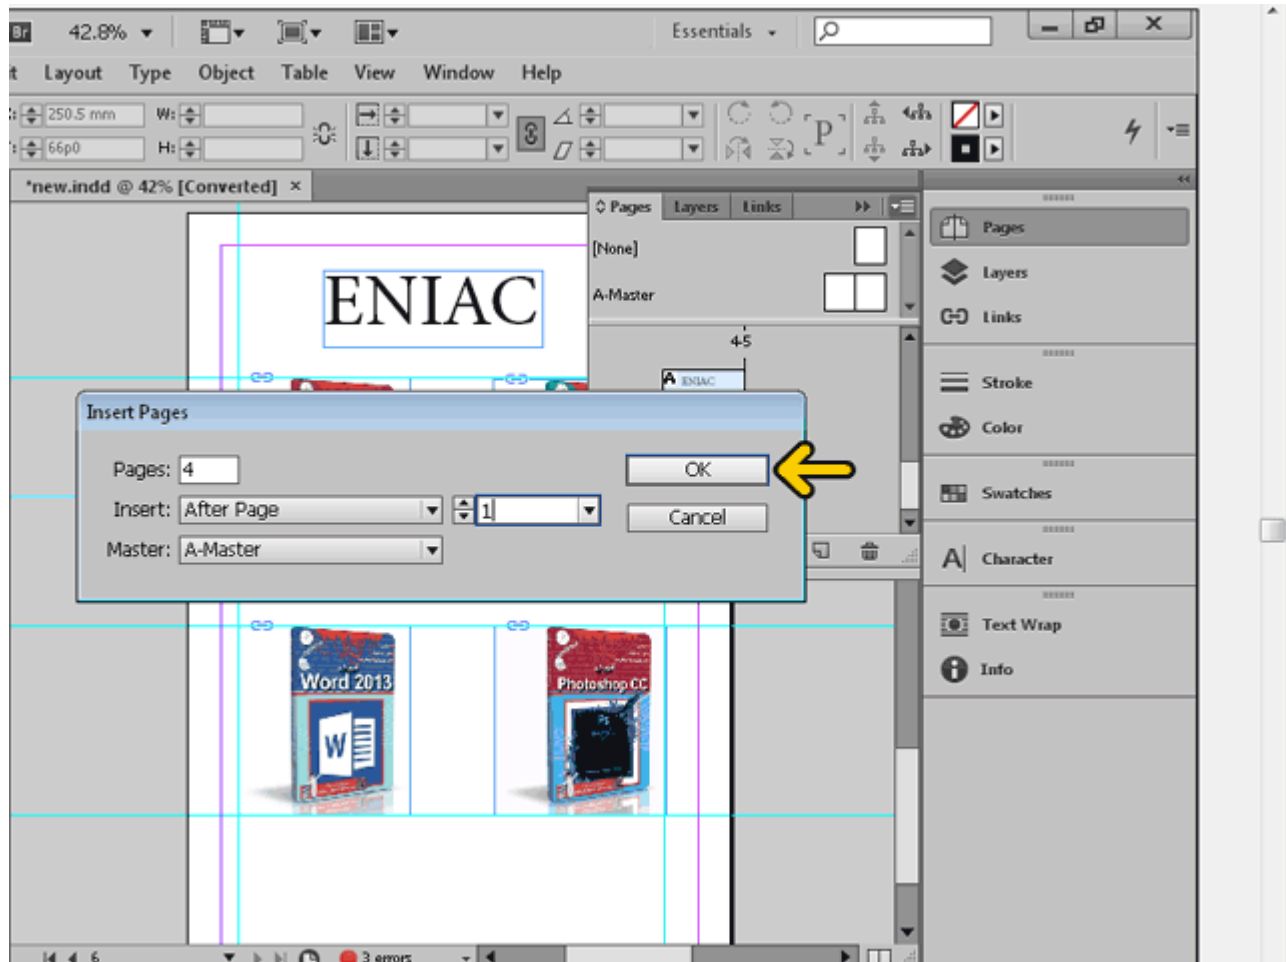 Br 42.8% Essentials
Layout Type Object Table View Window Help
250.5 mm W:
66p0 H:
P
*new.indd @ 42% [Converted] ×
Pages Layers Links
[None]
A-Master
4-5
A ENIAC
ENIAC
Insert Pages
Pages: 4
OK
Insert: After Page 1
Cancel
Master: A-Master
Word 2013
W
Photoshop CC
Ps
6 3 errors
Pages
Layers
Links
Stroke
Color
Swatches
A Character
Text Wrap
Info